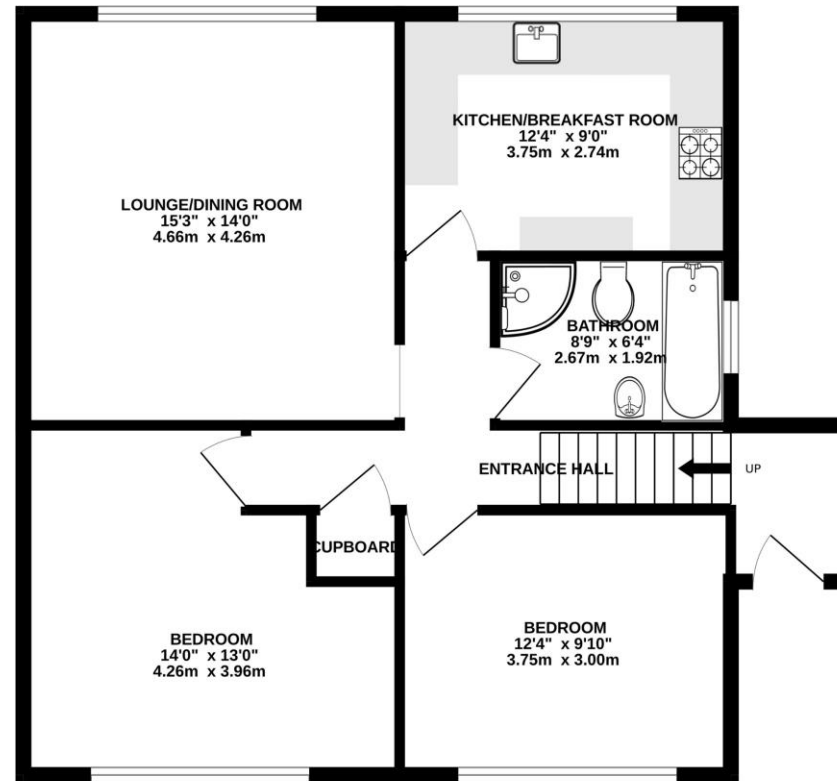 KITCHEN/BREAKFAST ROOM
12'4" x 9'0"
3.75m x 2.74m
LOUNGE/DINING ROOM
15'3" x 14'0"
4.66m x 4.26m
BATHROOM
8'9" x 6'4"
2.67m x 1.92m
ENTRANCE HALL
UP
CUPBOARD
BEDROOM
14'0" x 13'0"
4.26m x 3.96m
BEDROOM
12'4" x 9'10"
3.75m x 3.00m